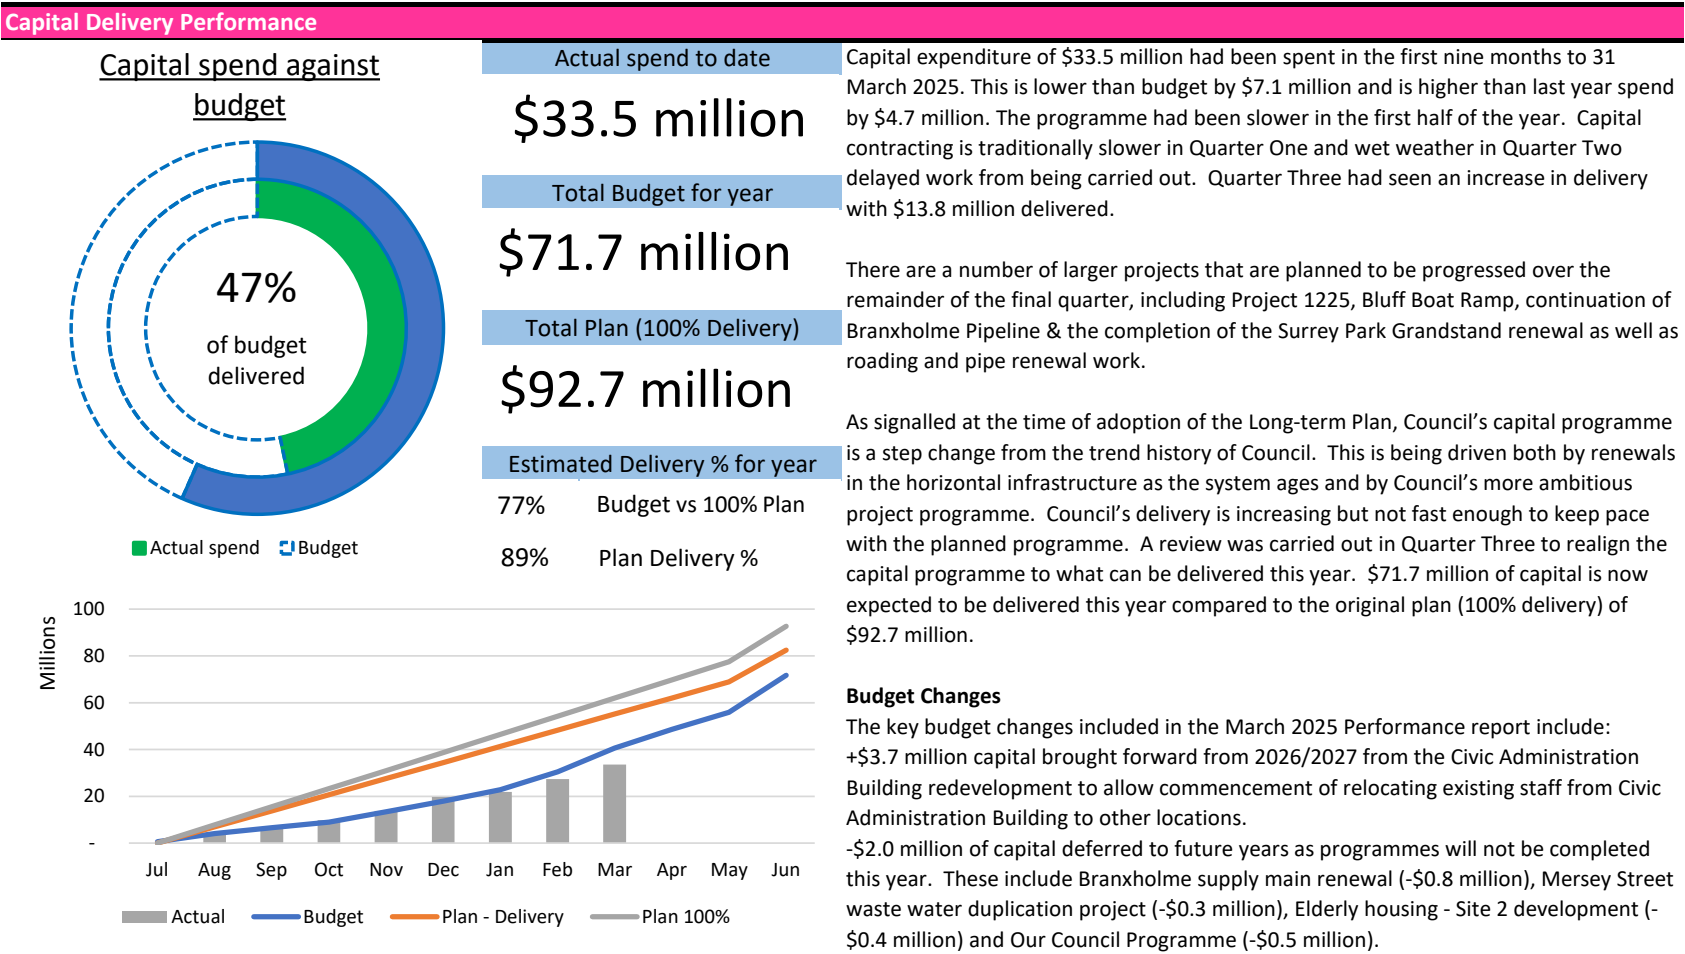 Capital Delivery Performance
Capital spend against
budget
47%
of budget
delivered
Actual spend
Budget
Actual spend to date
$33.5 million
Total Budget for year
$71.7 million
Total Plan (100% Delivery)
$92.7 million
Estimated Delivery % for year
77% Budget vs 100% Plan
89% Plan Delivery %
Millions
100
80
60
40
20
-
Jul Aug Sep Oct Nov Dec Jan Feb Mar Apr May Jun
Actual Budget Plan - Delivery Plan 100%
Capital expenditure of $33.5 million had been spent in the first nine months to 31
March 2025. This is lower than budget by $7.1 million and is higher than last year spend
by $4.7 million. The programme had been slower in the first half of the year. Capital
contracting is traditionally slower in Quarter One and wet weather in Quarter Two
delayed work from being carried out. Quarter Three had seen an increase in delivery
with $13.8 million delivered.
There are a number of larger projects that are planned to be progressed over the
remainder of the final quarter, including Project 1225, Bluff Boat Ramp, continuation of
Branxholme Pipeline & the completion of the Surrey Park Grandstand renewal as well as
roading and pipe renewal work.
As signalled at the time of adoption of the Long-term Plan, Council’s capital programme
is a step change from the trend history of Council. This is being driven both by renewals
in the horizontal infrastructure as the system ages and by Council’s more ambitious
project programme. Council’s delivery is increasing but not fast enough to keep pace
with the planned programme. A review was carried out in Quarter Three to realign the
capital programme to what can be delivered this year. $71.7 million of capital is now
expected to be delivered this year compared to the original plan (100% delivery) of
$92.7 million.
Budget Changes
The key budget changes included in the March 2025 Performance report include:
+$3.7 million capital brought forward from 2026/2027 from the Civic Administration
Building redevelopment to allow commencement of relocating existing staff from Civic
Administration Building to other locations.
-$2.0 million of capital deferred to future years as programmes will not be completed
this year. These include Branxholme supply main renewal (-$0.8 million), Mersey Street
waste water duplication project (-$0.3 million), Elderly housing - Site 2 development (-
$0.4 million) and Our Council Programme (-$0.5 million).